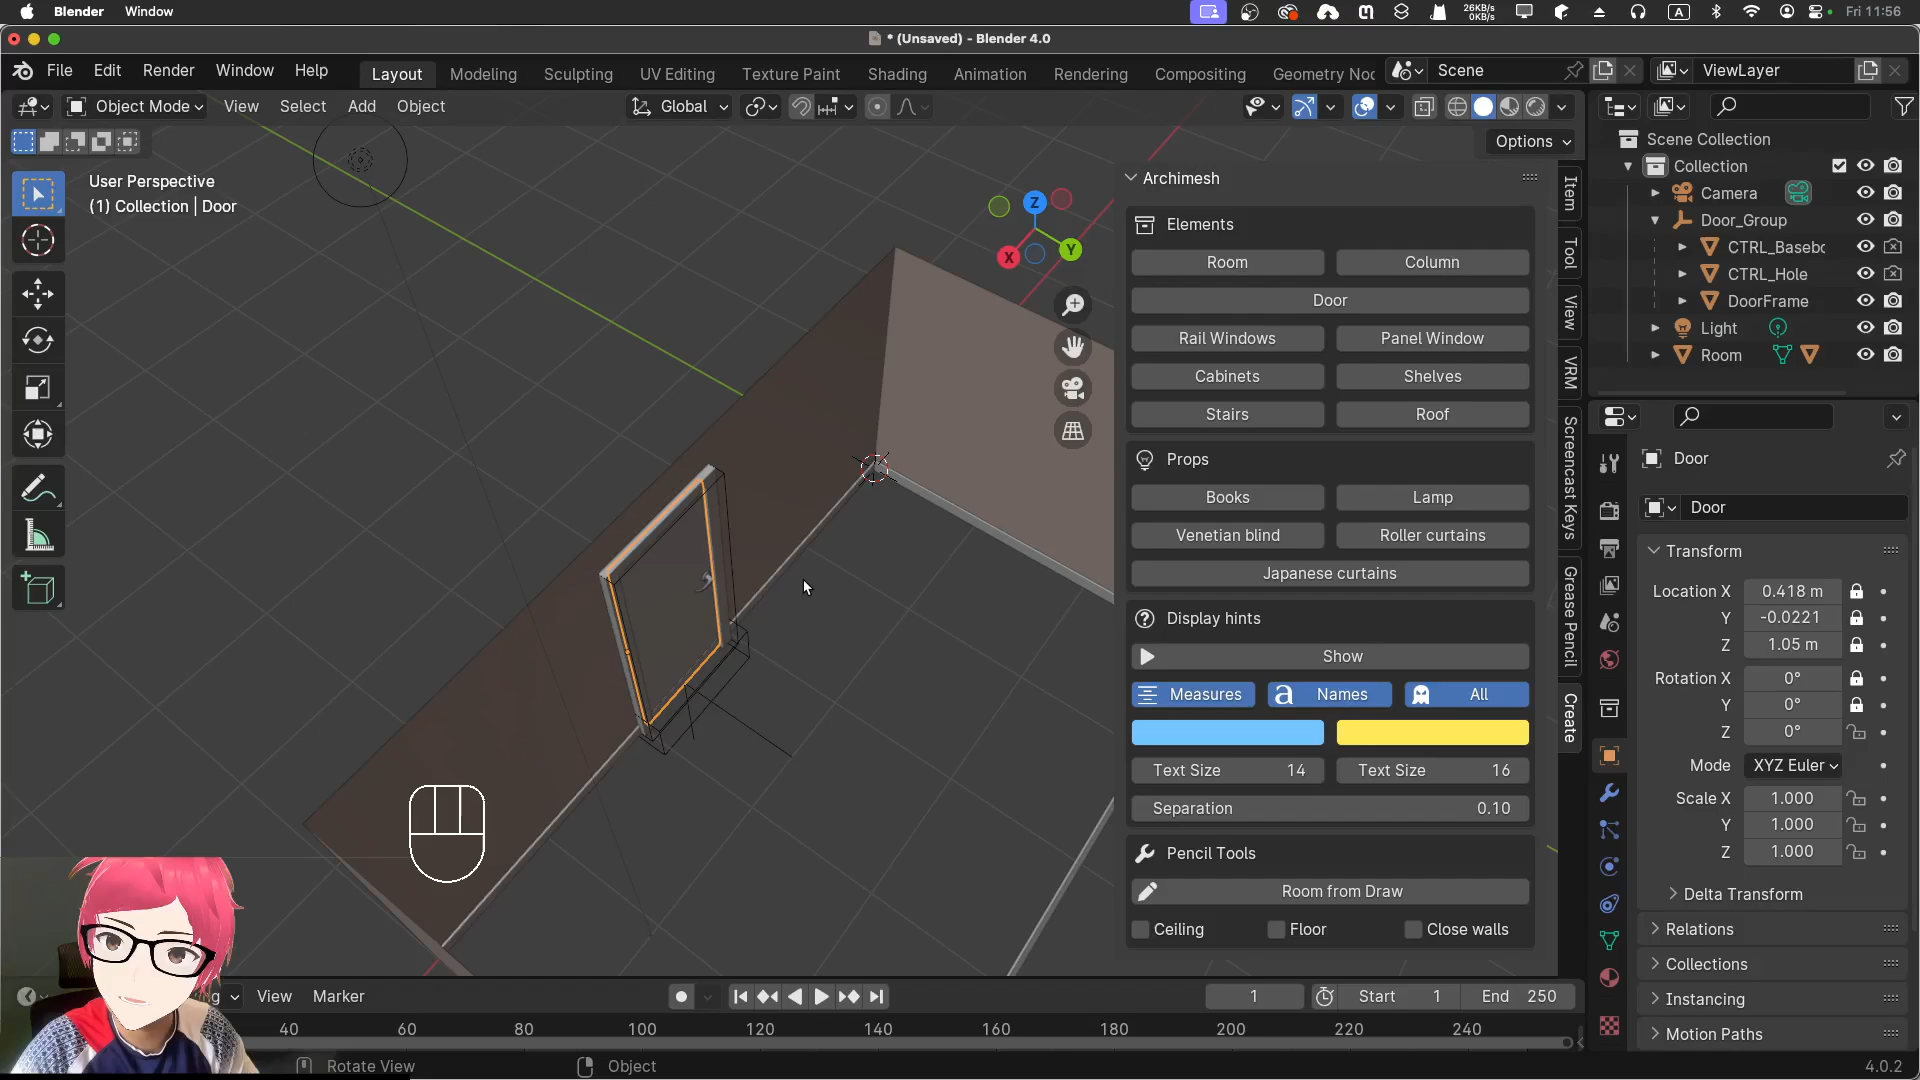 Blender Window
26KB/s
0KB/s
A
Fri 11:56
* (Unsaved) - Blender 4.0
File Edit Render Window Help
Layout Modeling Sculpting UV Editing Texture Paint Shading Animation Rendering Compositing Geometry Noc
Scene
ViewLayer
Object Mode View Select Add Object
Global
Options
User Perspective
(1) Collection | Door
Z
Y
X
Archimesh
Elements
Room Column
Door
Rail Windows Panel Window
Cabinets Shelves
Stairs Roof
Props
Books Lamp
Venetian blind Roller curtains
Japanese curtains
Display hints
Show
Measures a Names All
Text Size 14 Text Size 16
Separation 0.10
Pencil Tools
Room from Draw
Ceiling Floor Close walls
Item
Tool
View
VRM
Screencast Keys
Grease Pencil
Create
Scene Collection
Collection
Camera
Door_Group
CTRL_Basebo
CTRL_Hole
DoorFrame
Light
Room
Door
Door
Transform
Location X 0.418 m
Y -0.0221
Z 1.05 m
Rotation X 0°
Y 0°
Z 0°
Mode XYZ Euler
Scale X 1.000
Y 1.000
Z 1.000
Delta Transform
Relations
Collections
Instancing
Motion Paths
g View Marker
1 Start 1 End 250
40 60 80 100 120 140 160 180 200 220 240
Rotate View Object
4.0.2